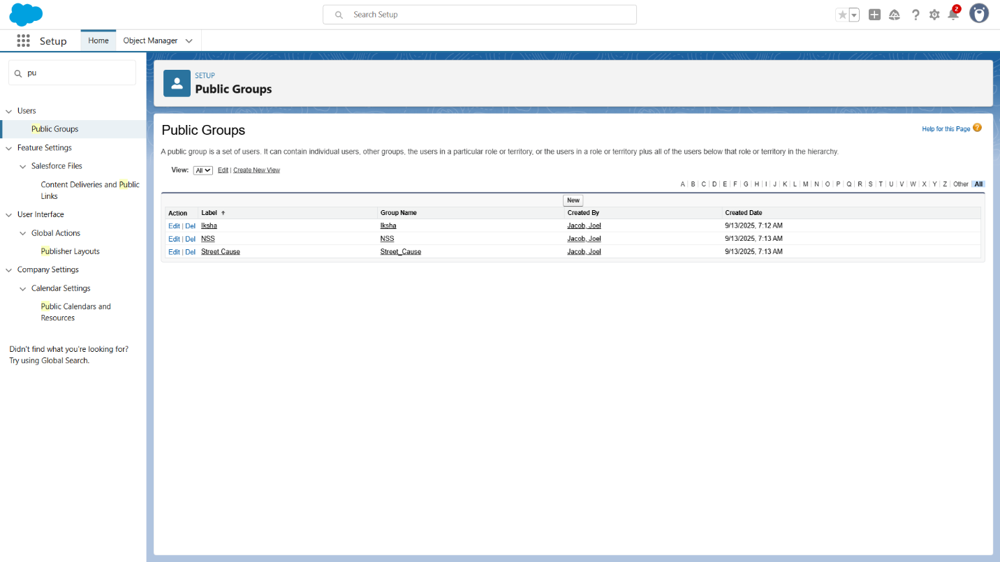 Search Setup
2
Setup
Home
Object Manager
pu
Users
Public Groups
Feature Settings
Salesforce Files
Content Deliveries and Public
Links
User Interface
Global Actions
Publisher Layouts
Company Settings
Calendar Settings
Public Calendars and
Resources
Didn't find what you're looking for?
Try using Global Search.
SETUP
Public Groups
Public Groups
Help for this Page ?
A public group is a set of users. It can contain individual users, other groups, the users in a particular role or territory, or the users in a role or territory plus all of the users below that role or territory in the hierarchy.
View: All Edit | Create New View
A | B | C | D | E | F | G | H | I | J | K | L | M | N | O | P | Q | R | S | T | U | V | W | X | Y | Z | Other | All
New
Action Label Group Name Created By Created Date
Edit | Del Iksha Iksha Jacob, Joel 9/13/2025, 7:12 AM
Edit | Del NSS NSS Jacob, Joel 9/13/2025, 7:13 AM
Edit | Del Street Cause Street_Cause Jacob, Joel 9/13/2025, 7:13 AM